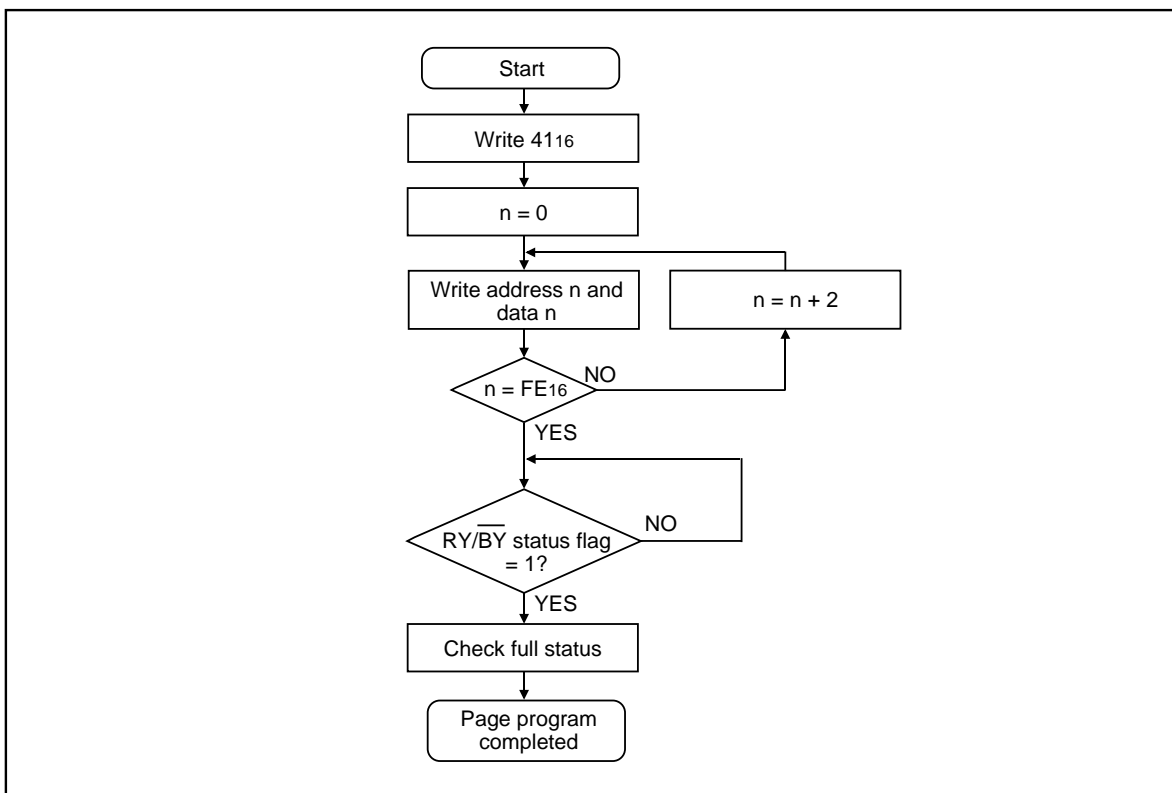 Start
Write 4116
n = 0
Write address n and
data n
n = n + 2
n = FE16
NO
YES
RY/BY status flag
= 1?
NO
YES
Check full status
Page program
completed